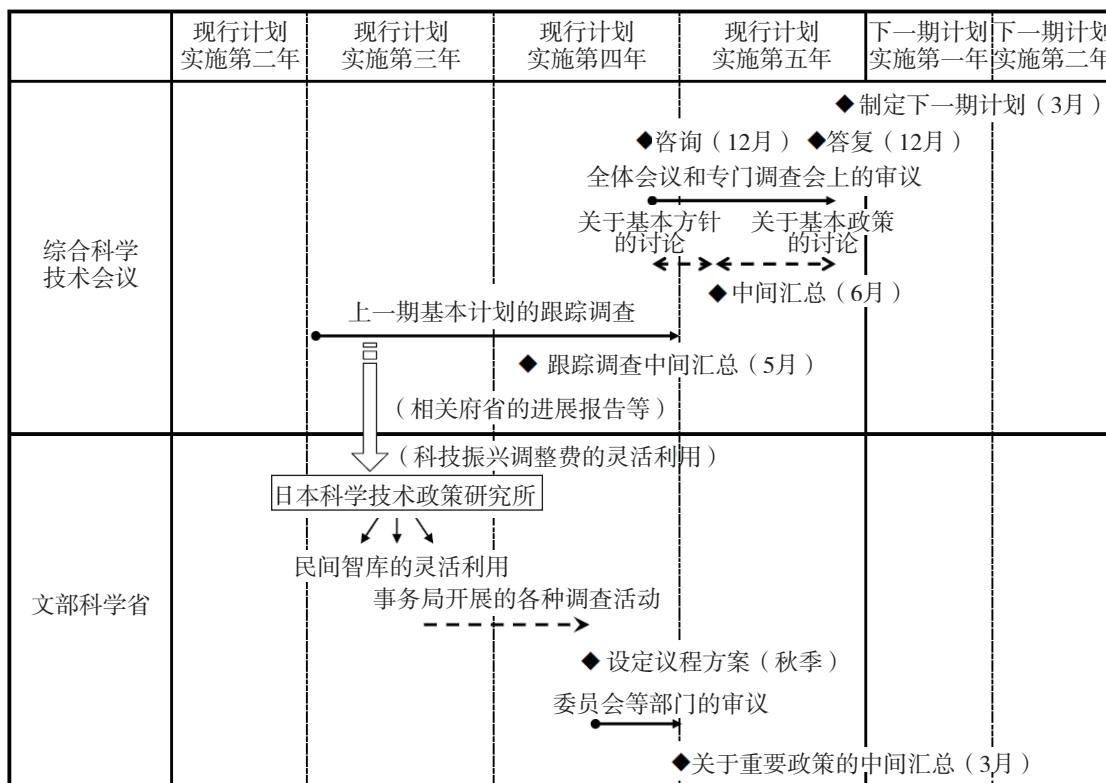 现行计划
实施第二年
现行计划
实施第三年
现行计划
实施第四年
现行计划
实施第五年
下一期计划
实施第一年
下一期计划
实施第二年
综合科学
技术会议
制定下一期计划（3月）
咨询（12月）
答复（12月）
全体会议和专门调查会上的审议
关于基本方针
的讨论
关于基本政策
的讨论
中间汇总（6月）
上一期基本计划的跟踪调查
跟踪调查中间汇总（5月）
（相关府省的进展报告等）
文部科学省
（科技振兴调整费的灵活利用）
日本科学技术政策研究所
民间智库的灵活利用
事务局开展的各种调查活动
设定议程方案（秋季）
委员会等部门的审议
关于重要政策的中间汇总（3月）